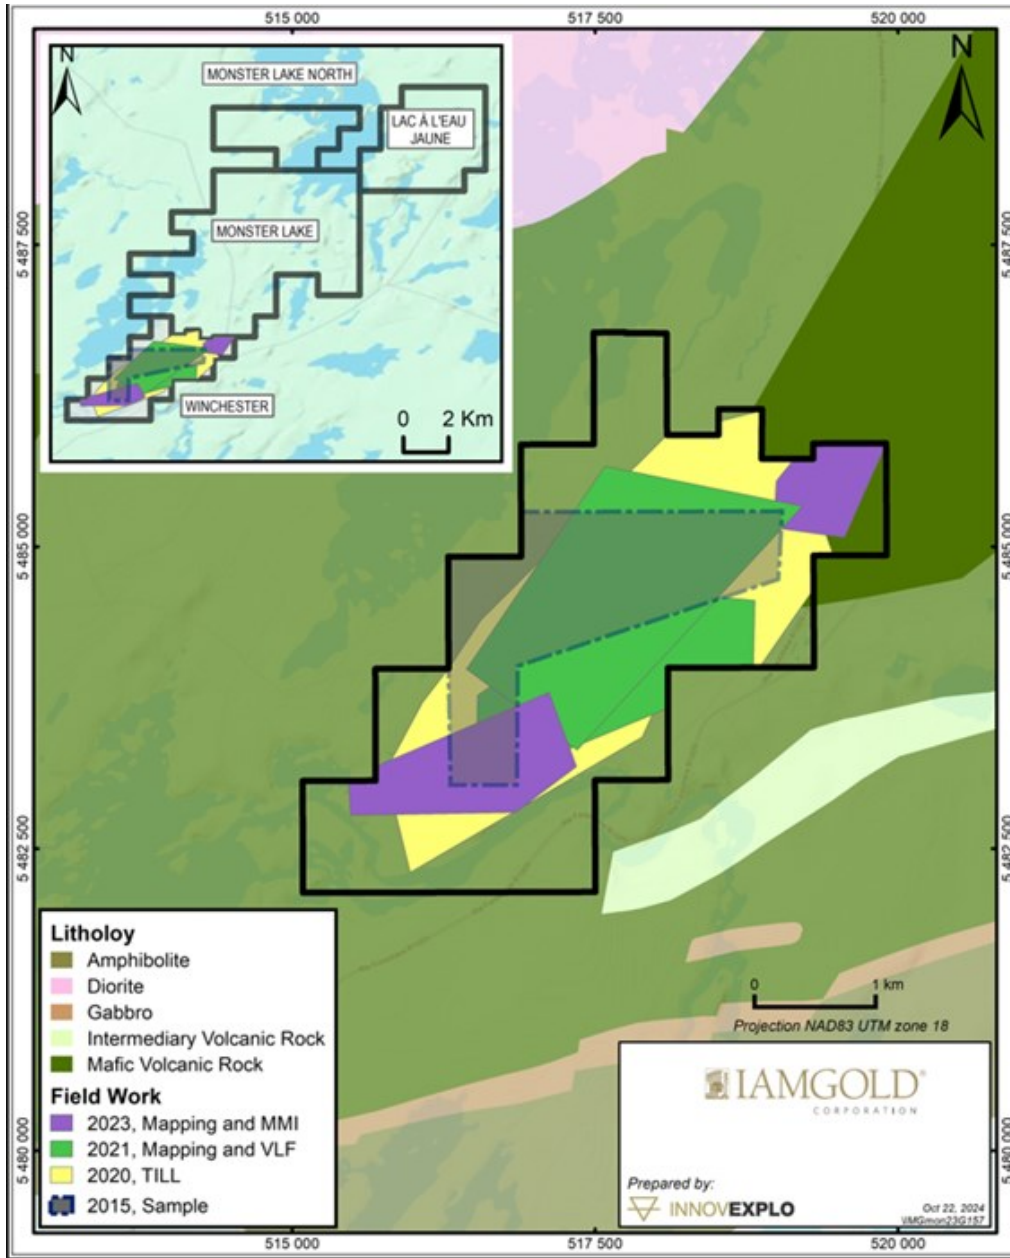 515 000
517 500
520 000
N
MONSTER LAKE NORTH
LAC À L'EAU
JAUNE
MONSTER LAKE
WINCHESTER
0 2 Km
N
5 487 500
5 487 500
5 485 000
5 485 000
5 482 500
5 482 500
5 480 000
5 480 000
Litholoy
Amphibolite
Diorite
Gabbro
Intermediary Volcanic Rock
Mafic Volcanic Rock
Field Work
2023, Mapping and MMI
2021, Mapping and VLF
2020, TILL
2015, Sample
0 1 km
Projection NAD83 UTM zone 18
IAMGOLD®
CORPORATION
Prepared by:
INNOVEXPLO
Oct 22, 2024
IMGmon23G157
515 000
517 500
520 000